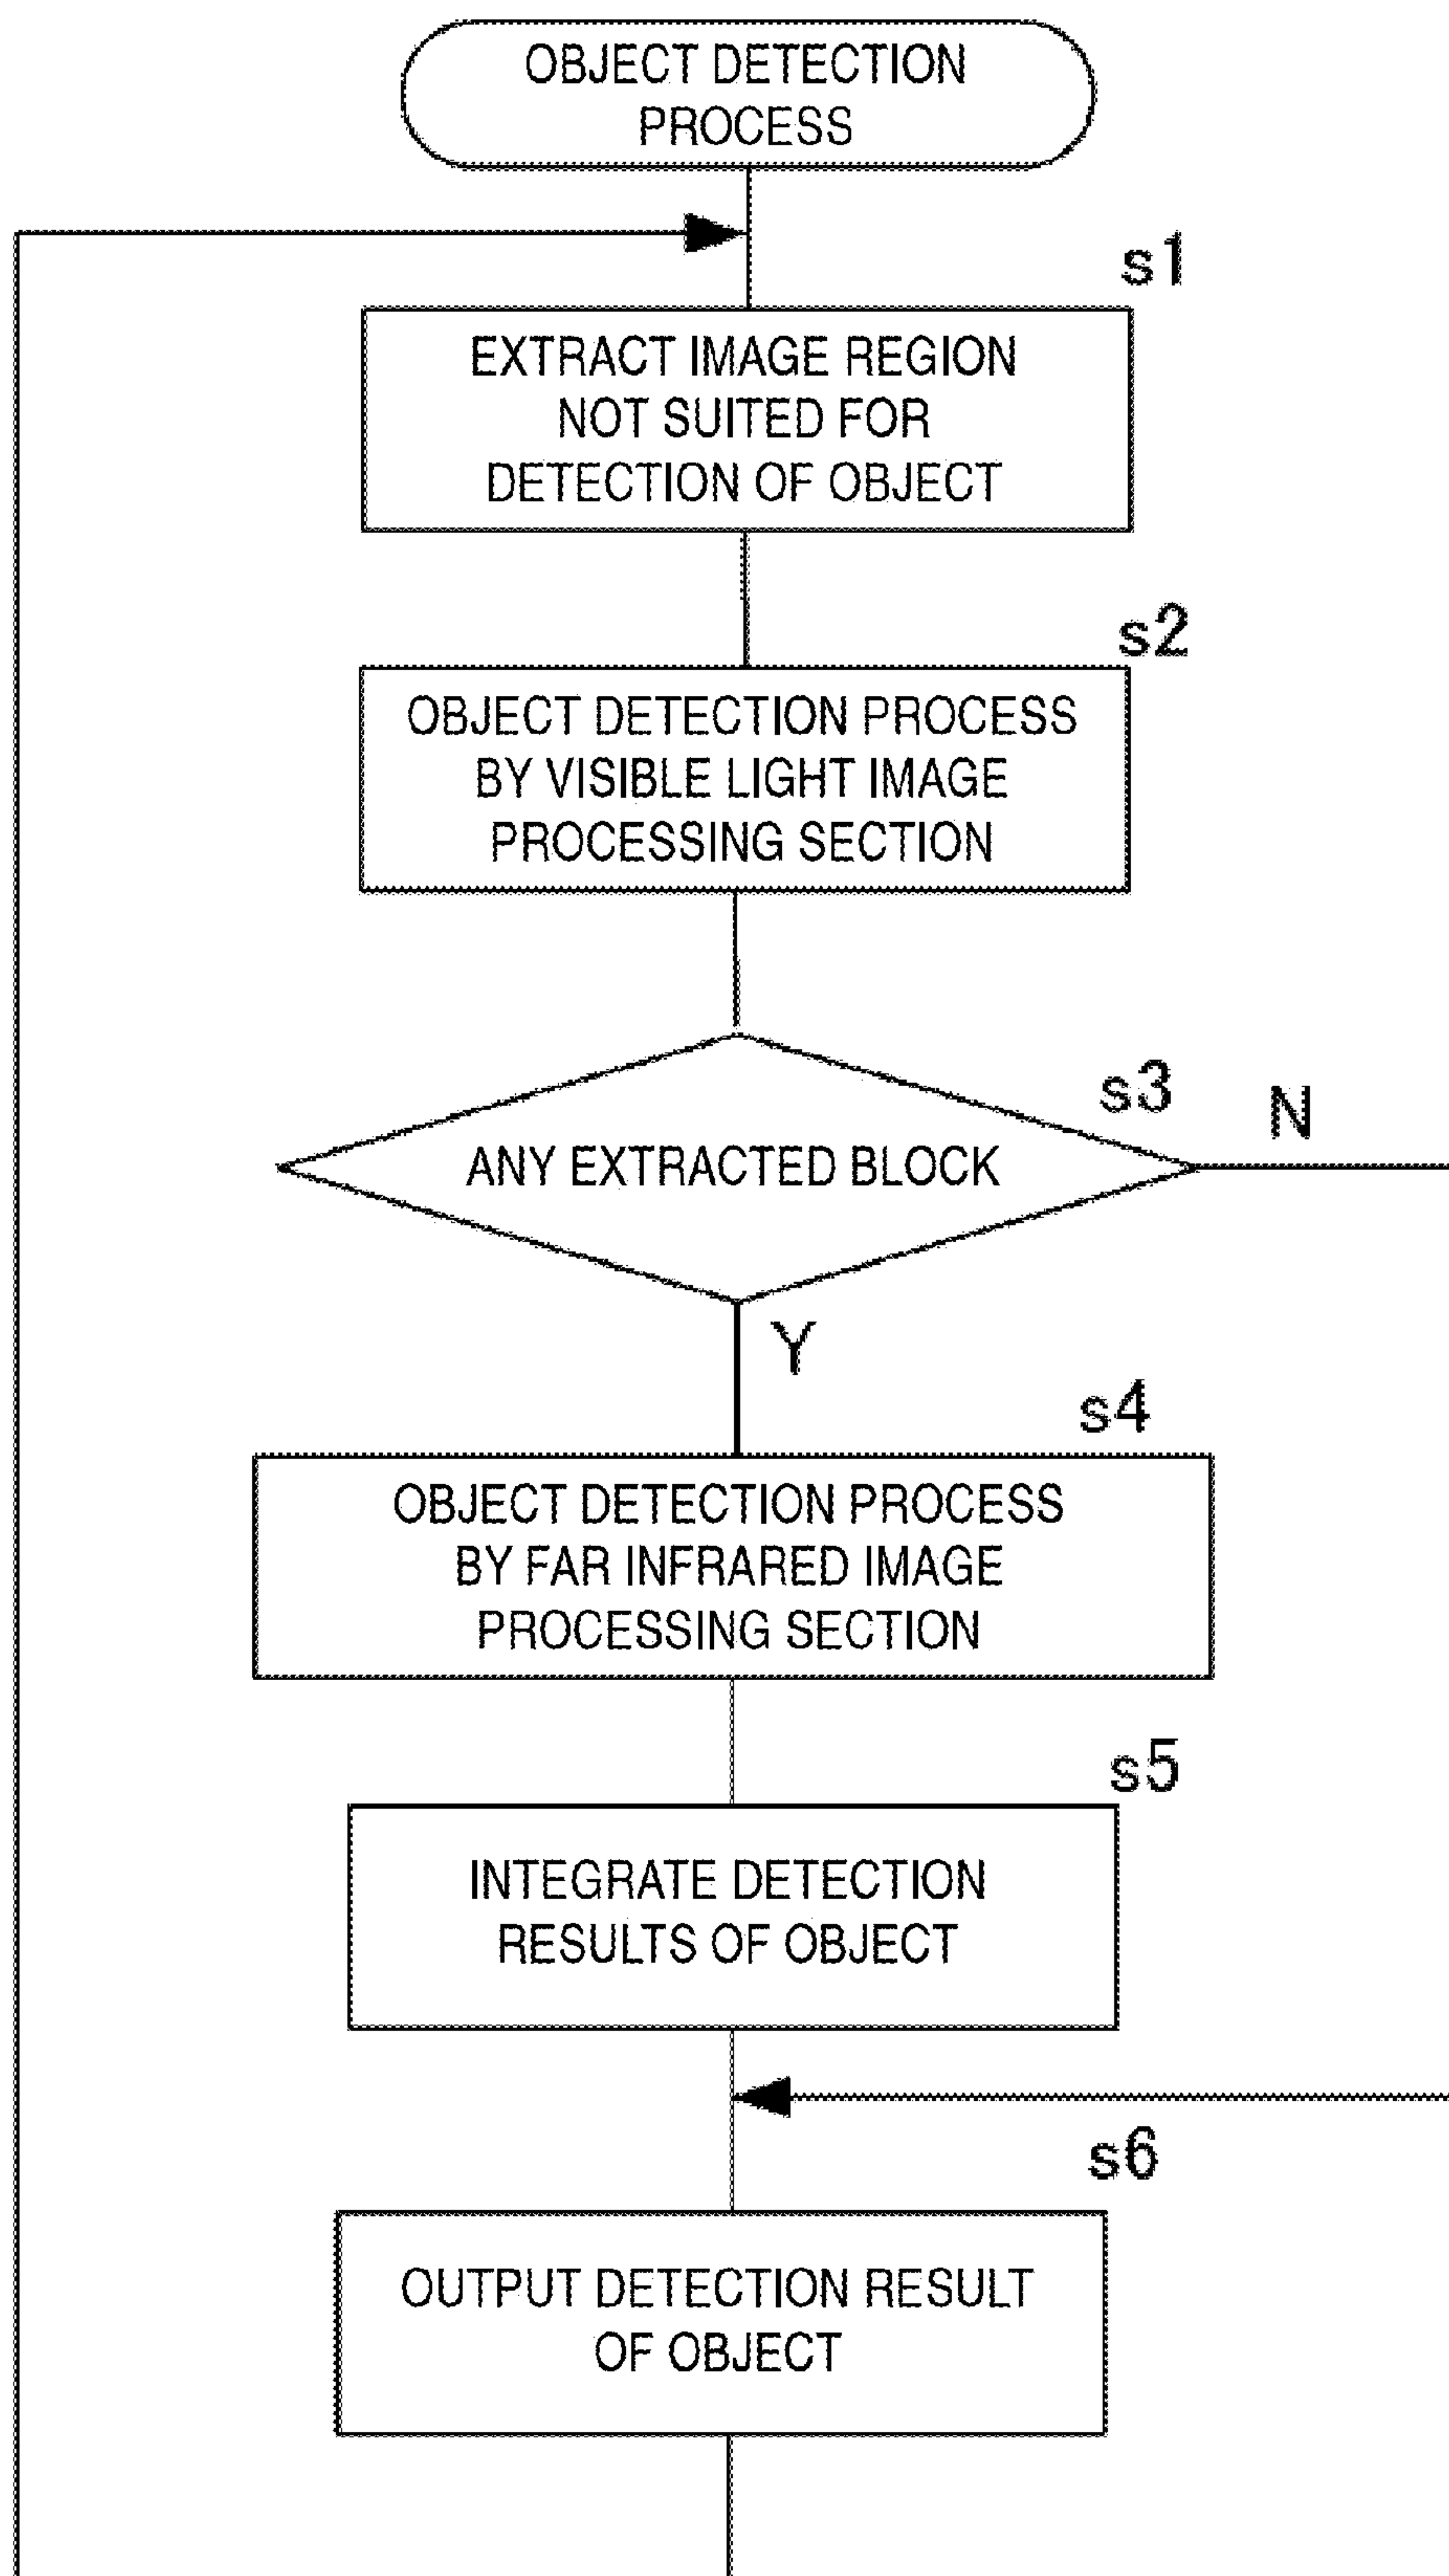 OBJECT DETECTION
PROCESS
s1
EXTRACT IMAGE REGION
NOT SUITED FOR
DETECTION OF OBJECT
s2
OBJECT DETECTION PROCESS
BY VISIBLE LIGHT IMAGE
PROCESSING SECTION
s3
N
ANY EXTRACTED BLOCK
Y
s4
OBJECT DETECTION PROCESS
BY FAR INFRARED IMAGE
PROCESSING SECTION
s5
INTEGRATE DETECTION
RESULTS OF OBJECT
s6
OUTPUT DETECTION RESULT
OF OBJECT